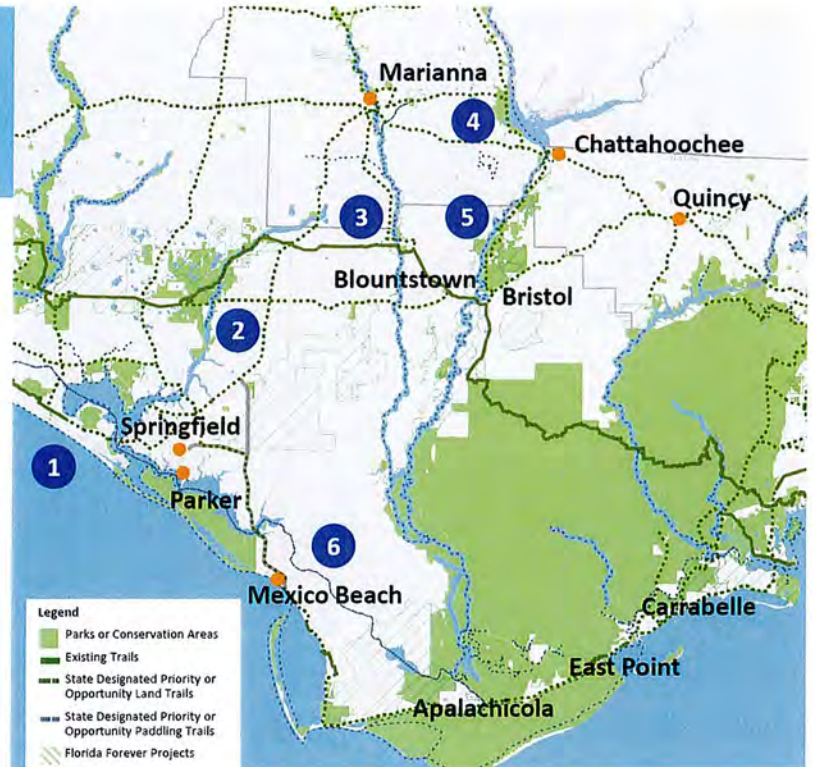 Marianna
4
Chattahoochee
Quincy
3
5
Blountstown
Bristol
2
Springfield
1
Parker
6
Mexico Beach
Carrabelle
East Point
Apalachicola
Legend
Parks or Conservation Areas
Existing Trails
State Designated Priority or
Opportunity Land Trails
State Designated Priority or
Opportunity Paddling Trails
Florida Forever Projects